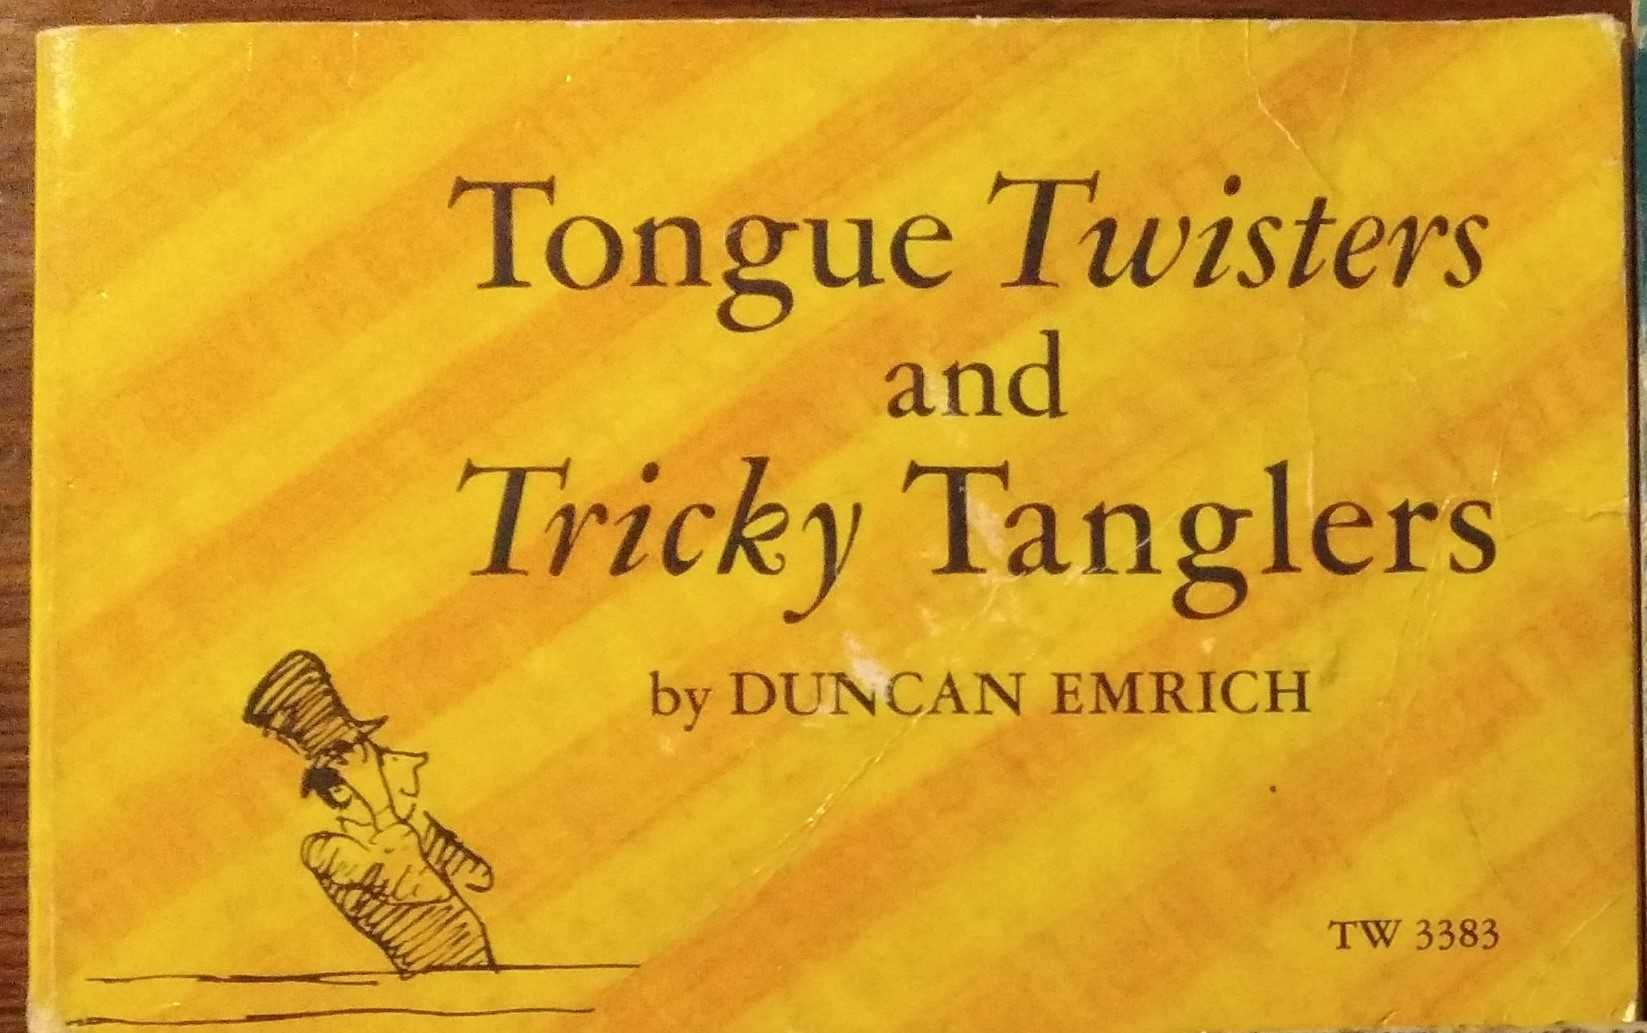 Tongue Twisters
and
Tricky Tanglers
by DUNCAN EMRICH
TW 3383